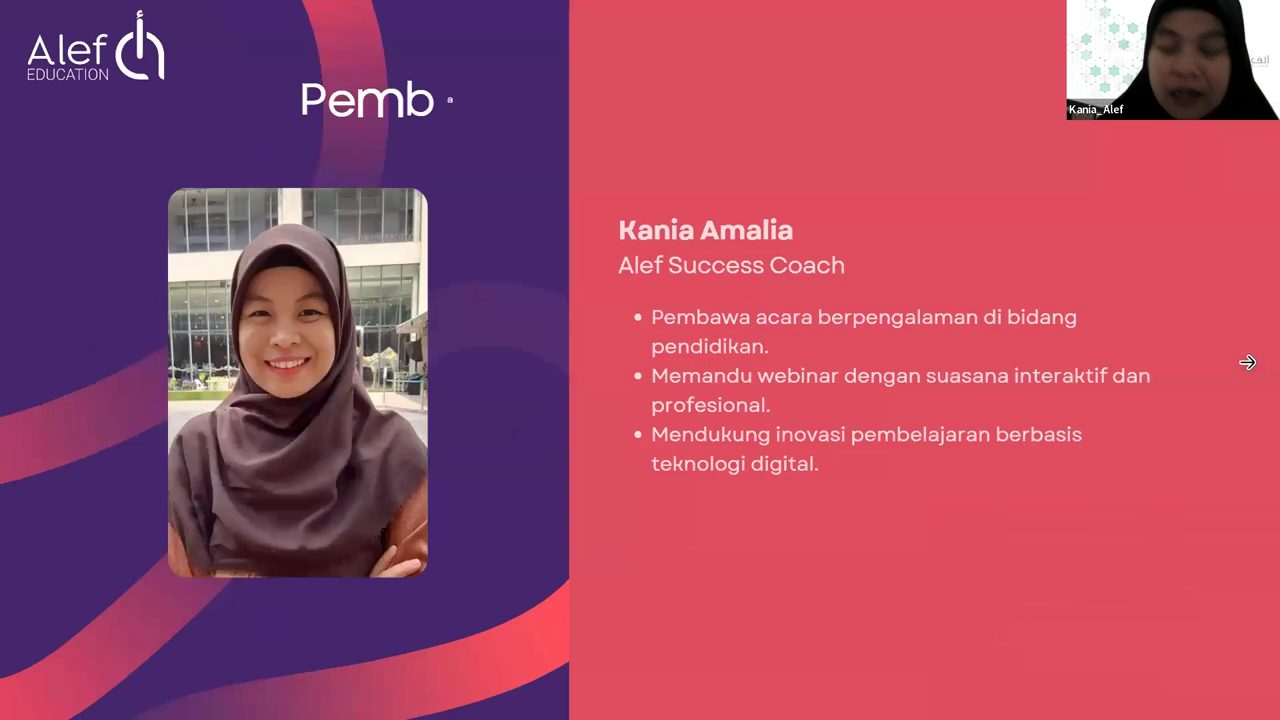 Alef
EDUCATION
Pemb a
Kania_Alef
Kania Amalia
Alef Success Coach
• Pembawa acara berpengalaman di bidang
pendidikan.
• Memandu webinar dengan suasana interaktif dan
profesional.
• Mendukung inovasi pembelajaran berbasis
teknologi digital.